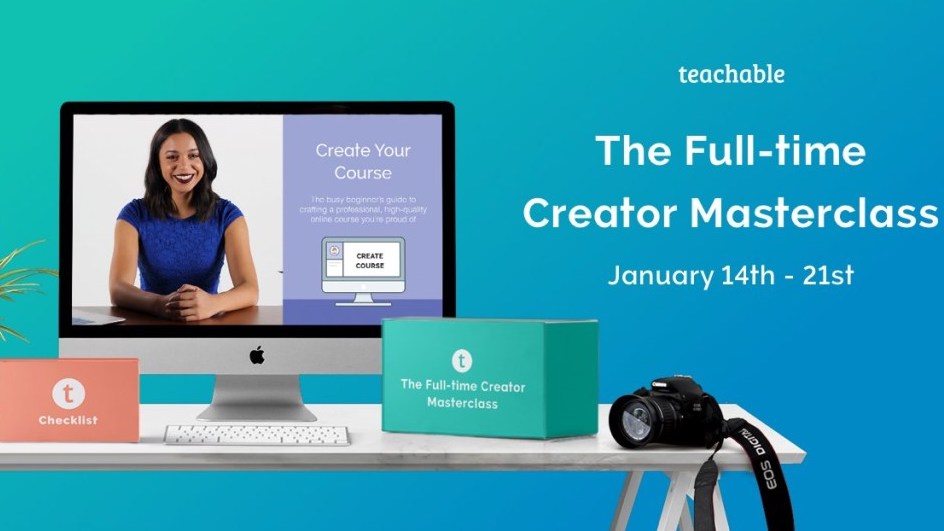 teachable
The Full-time
Creator Masterclass
January 14th - 21st
Create Your
Course
The busy beginner's guide to
crafting a professional, high-quality
online course you're proud of
CREATE
COURSE
t
The Full-time Creator
Masterclass
t
Checklist
EOS DIGITAL